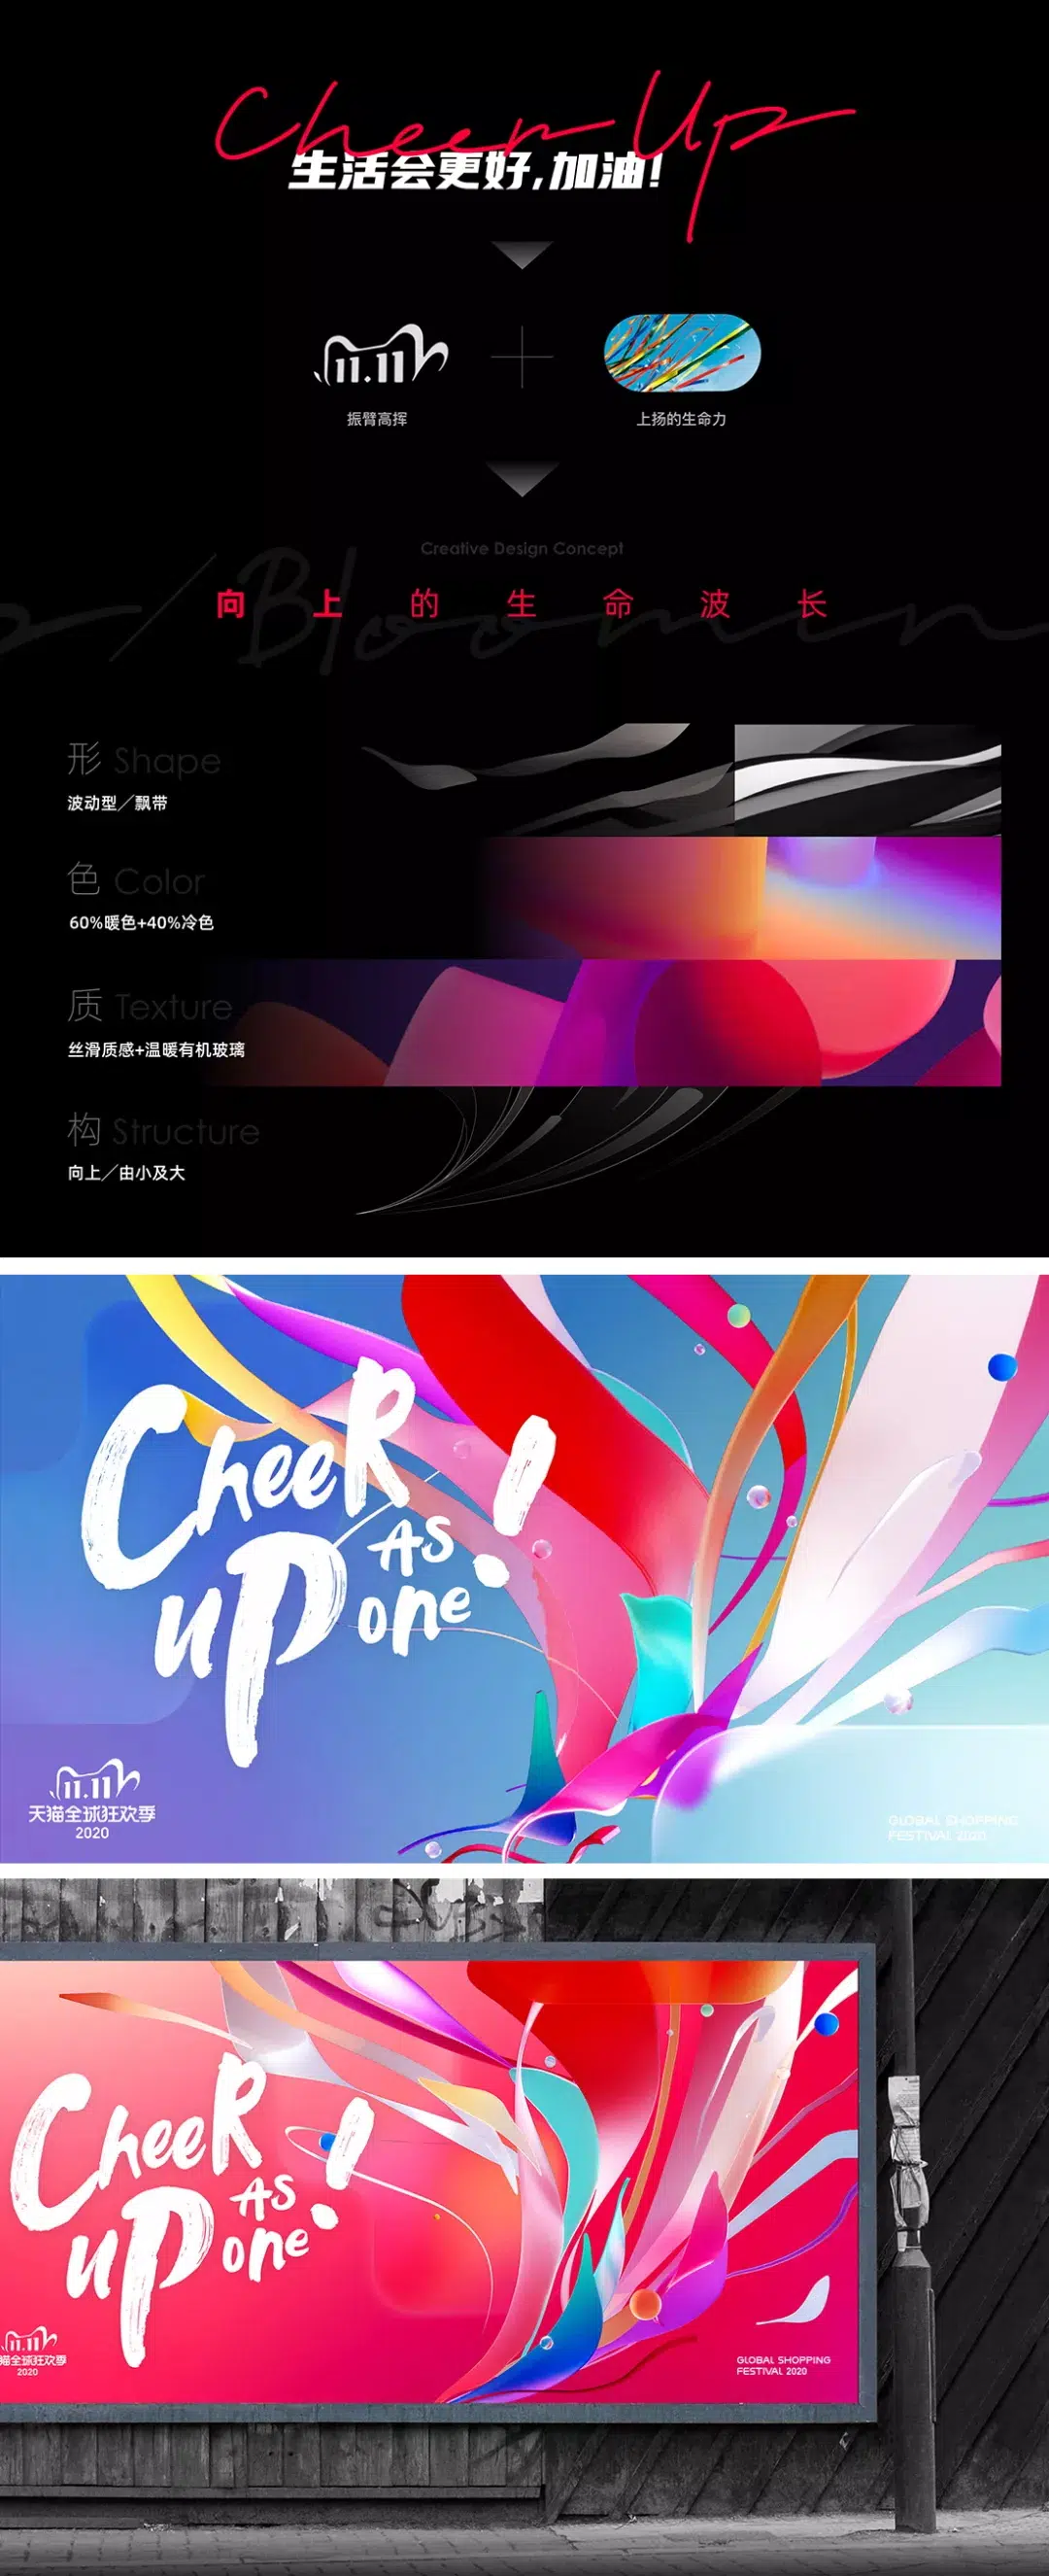 Cheer Up
生活会更好,加油!
11.11
振臂高挥
上扬的生命力
Creative Design Concept
Bloomin
向上的生命波长
形 Shape
波动型／飘带
色 Color
60%暖色+40%冷色
质 Texture
丝滑质感+温暖有机玻璃
构 Structure
向上／由小及大
CheeR
uP
As
one!
11.11
天猫全球狂欢季
2020
GLOBAL SHOPPING
FESTIVAL 2020
CheeR
uP
As
one!
11.11
猫全球狂欢季
2020
GLOBAL SHOPPING
FESTIVAL 2020